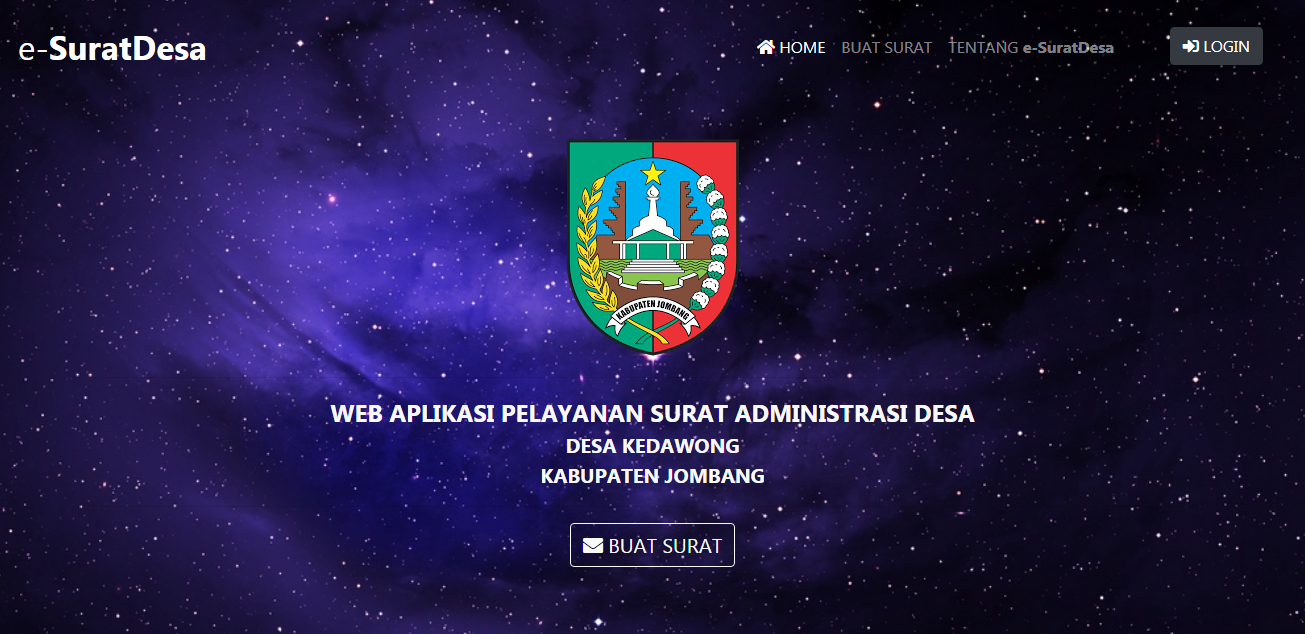 e-SuratDesa
HOME BUAT SURAT TENTANG e-SuratDesa LOGIN
KABUPATEN JOMBANG
WEB APLIKASI PELAYANAN SURAT ADMINISTRASI DESA
DESA KEDAWONG
KABUPATEN JOMBANG
BUAT SURAT